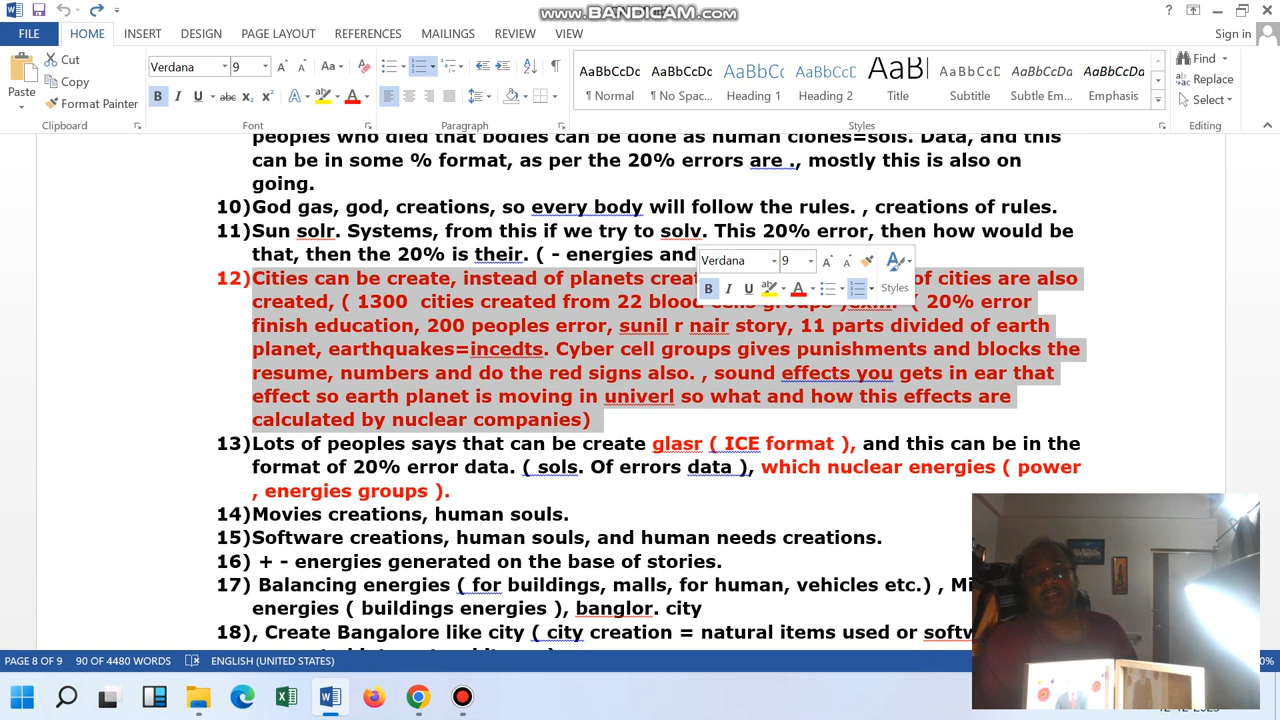 www.BANDICAM.com
Sign in
FILE HOME INSERT DESIGN PAGE LAYOUT REFERENCES MAILINGS REVIEW VIEW
Paste
Cut
Copy
Format Painter
Verdana 9
AaBbCcDc AaBbCcDc AaBbCc AaBbCcDc AaBl AaBbCcDc AaBbCcDc AaBbCcDc
¶ Normal ¶ No Spac... Heading 1 Heading 2 Title Subtitle Subtle Em... Emphasis
Find
Replace
Select
Clipboard Font Paragraph Styles Editing
peoples who died that bodies can be done as human clones=sols. Data, and this
can be in some % format, as per the 20% errors are ., mostly this is also on
going.
10)God gas, god, creations, so every body will follow the rules. , creations of rules.
11)Sun solr. Systems, from this if we try to solv. This 20% error, then how would be
that, then the 20% is their. ( - energies and
Verdana 9
Styles
12)Cities can be create, instead of planets of cities are also
created, ( 1300 cities created from 22 blood cells groups ) ( 20% error
finish education, 200 peoples error, sunil r nair story, 11 parts divided of earth
planet, earthquakes=incedts. Cyber cell groups gives punishments and blocks the
resume, numbers and do the red signs also. , sound effects you gets in ear that
effect so earth planet is moving in univerl so what and how this effects are
calculated by nuclear companies)
13)Lots of peoples says that can be create glasr ( ICE format ), and this can be in the
format of 20% error data. ( sols. Of errors data ), which nuclear energies ( power
, energies groups ).
14)Movies creations, human souls.
15)Software creations, human souls, and human needs creations.
16) + - energies generated on the base of stories.
17) Balancing energies ( for buildings, malls, for human, vehicles etc.) ,
energies ( buildings energies ), banglor. city
18), Create Bangalore like city ( city creation = natural items used or
PAGE 8 OF 9 90 OF 4480 WORDS ENGLISH (UNITED STATES)